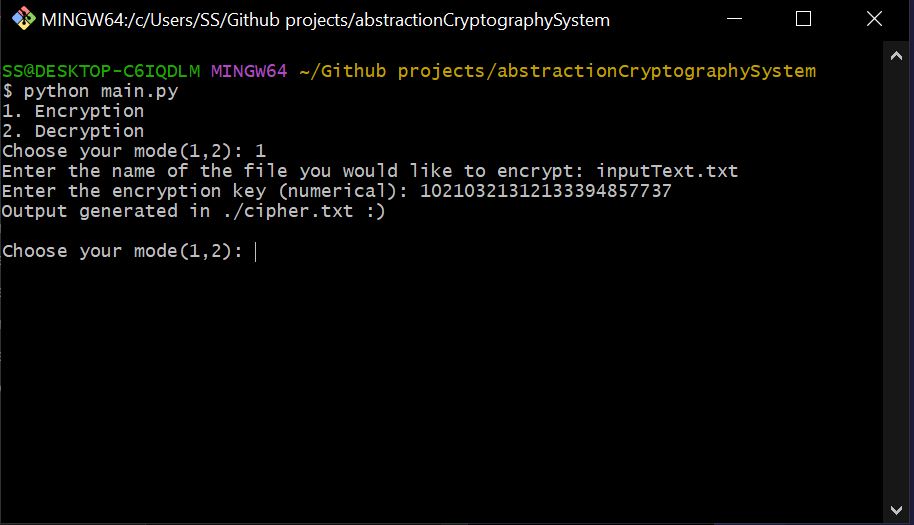 MINGW64:/c/Users/SS/Github projects/abstractionCryptographySystem
SS@DESKTOP-C6IQDLM MINGW64 ~/Github projects/abstractionCryptographySystem
$ python main.py
1. Encryption
2. Decryption
Choose your mode(1,2): 1
Enter the name of the file you would like to encrypt: inputText.txt
Enter the encryption key (numerical): 10210321312133394857737
Output generated in ./cipher.txt :)
Choose your mode(1,2):